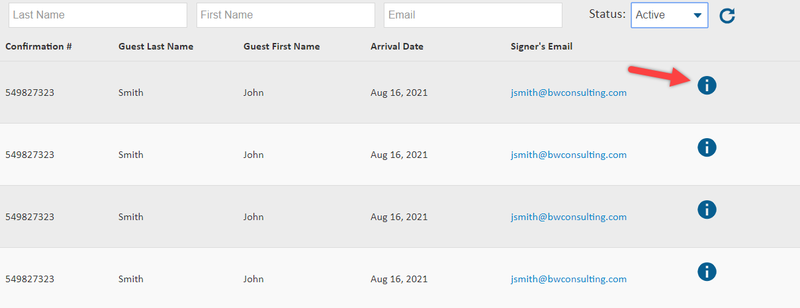 Last Name First Name Email Status: Active
Confirmation # Guest Last Name Guest First Name Arrival Date Signer's Email
549827323 Smith John Aug 16, 2021 jsmith@bwconsulting.com
549827323 Smith John Aug 16, 2021 jsmith@bwconsulting.com
549827323 Smith John Aug 16, 2021 jsmith@bwconsulting.com
549827323 Smith John Aug 16, 2021 jsmith@bwconsulting.com